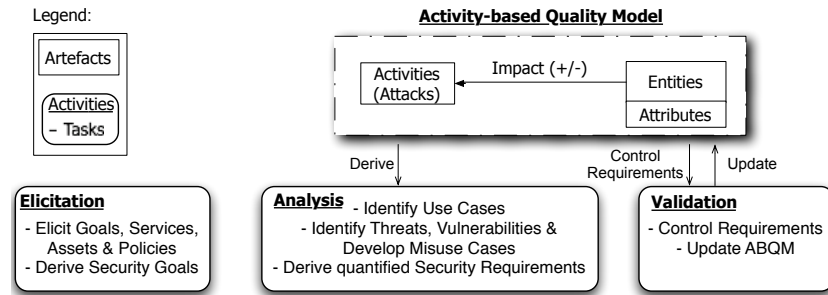 Legend:
Artefacts
Activities
– Tasks
Activity-based Quality Model
Activities
(Attacks)
Impact (+/-)
Entities
Attributes
Derive
Control
Requirements
Update
Elicitation
- Elicit Goals, Services,
Assets & Policies
- Derive Security Goals
Analysis
- Identify Use Cases
- Identify Threats, Vulnerabilities &
Develop Misuse Cases
- Derive quantified Security Requirements
Validation
- Control Requirements
- Update ABQM